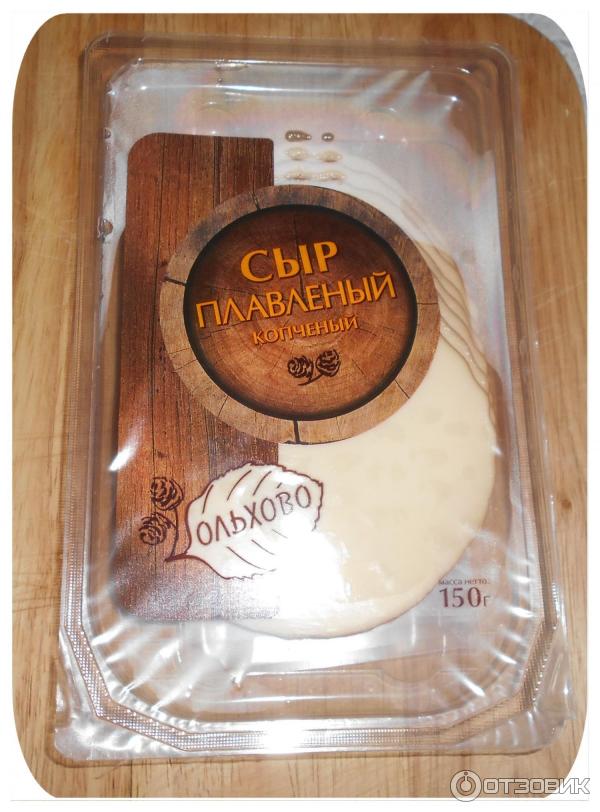 СЫР
ПЛАВЛЕНЫЙ
КОПЧЕНЫЙ
ОЛЬХОВО
масса нетто:
150г
ОТЗОВИК